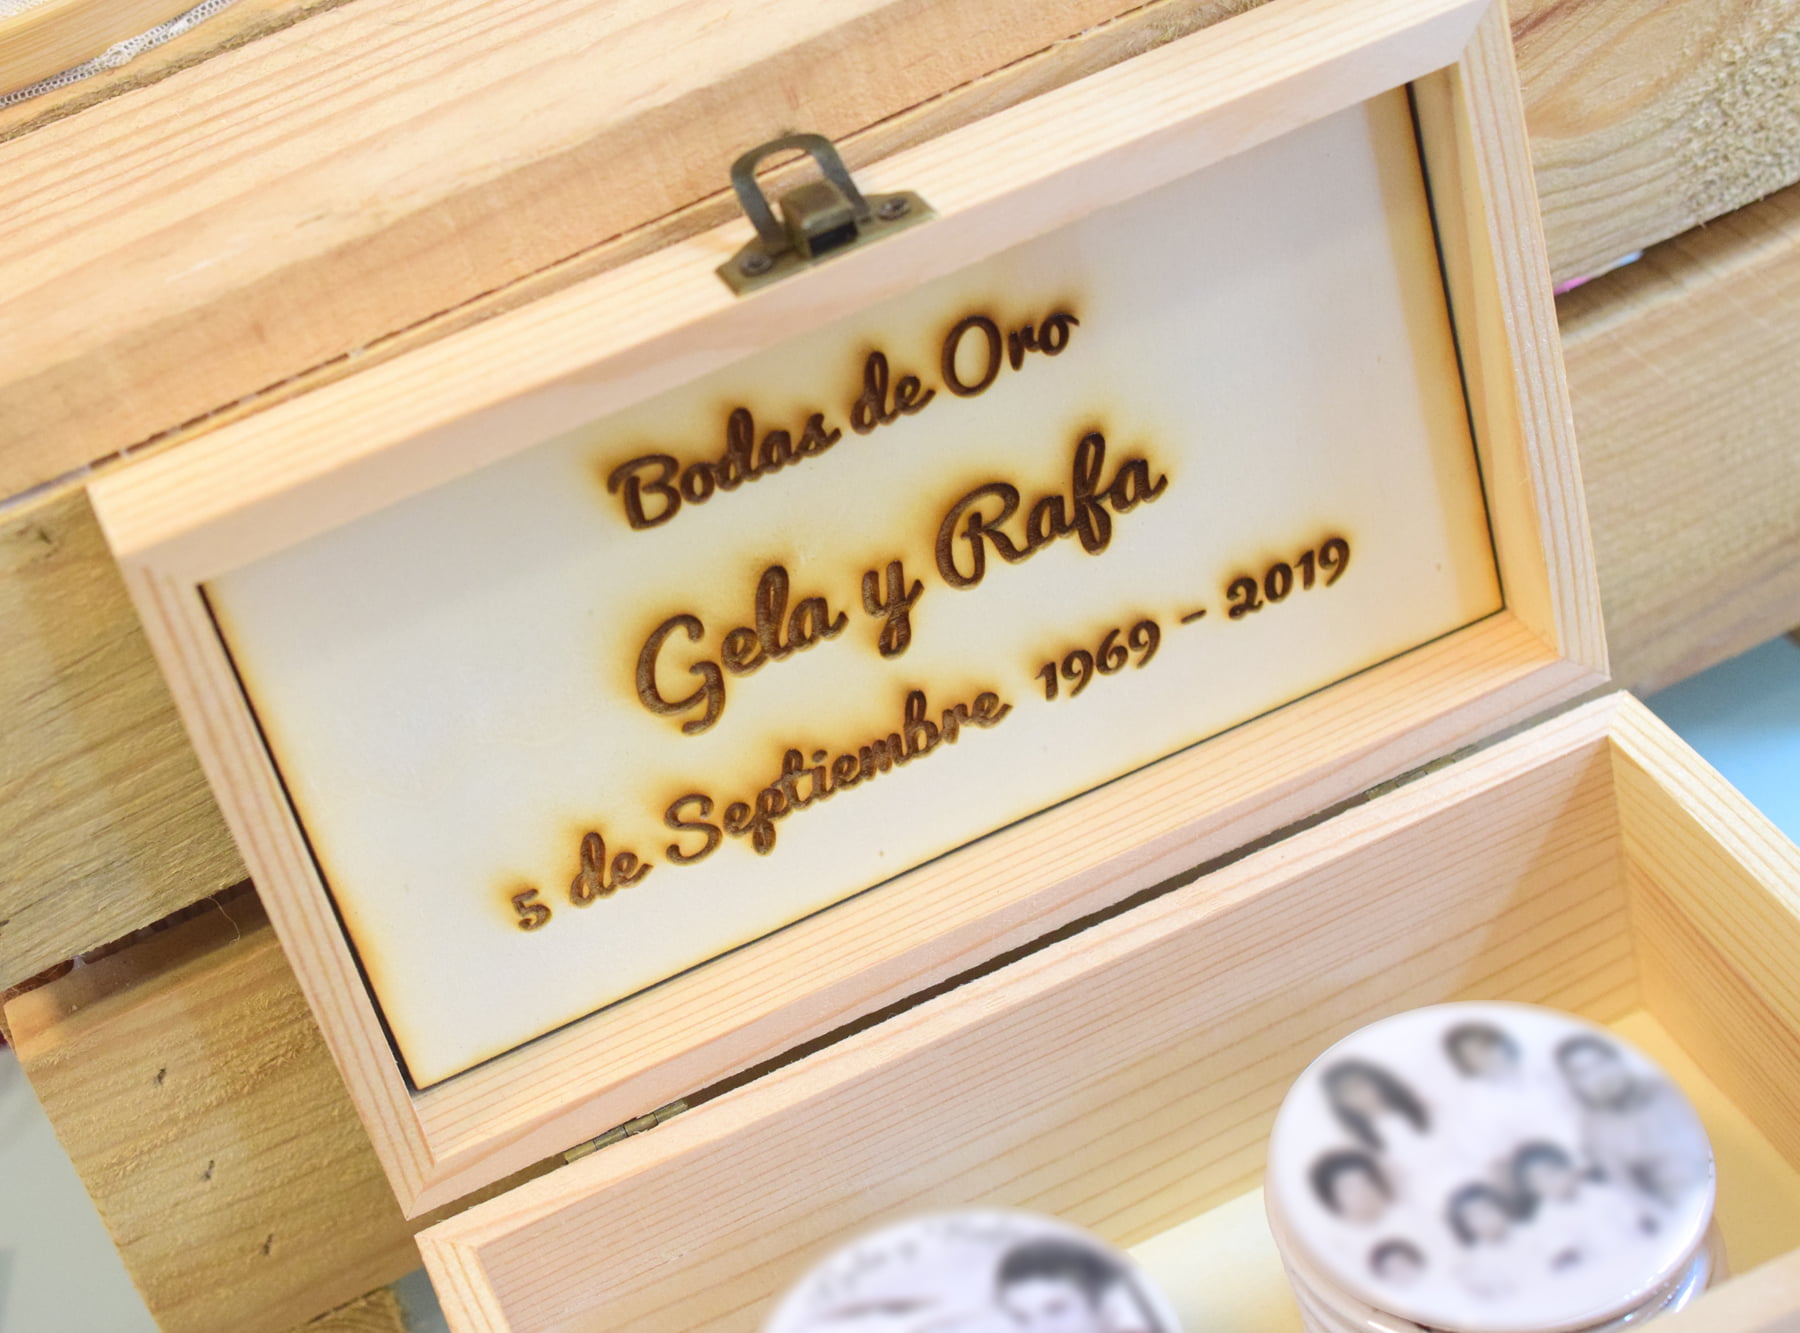 Bodas de Oro
Gela y Rafa
5 de Septiembre 1969 - 2019